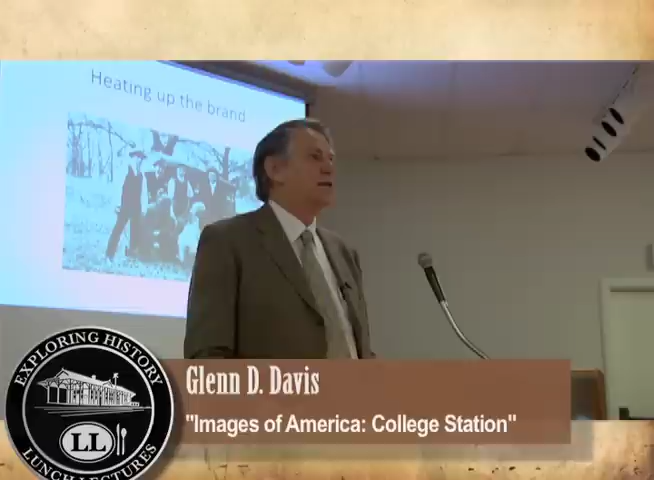 Heating up the brand
Glenn D. Davis
"Images of America: College Station"
EXPLORING HISTORY
LL
LUNCH LECTURES